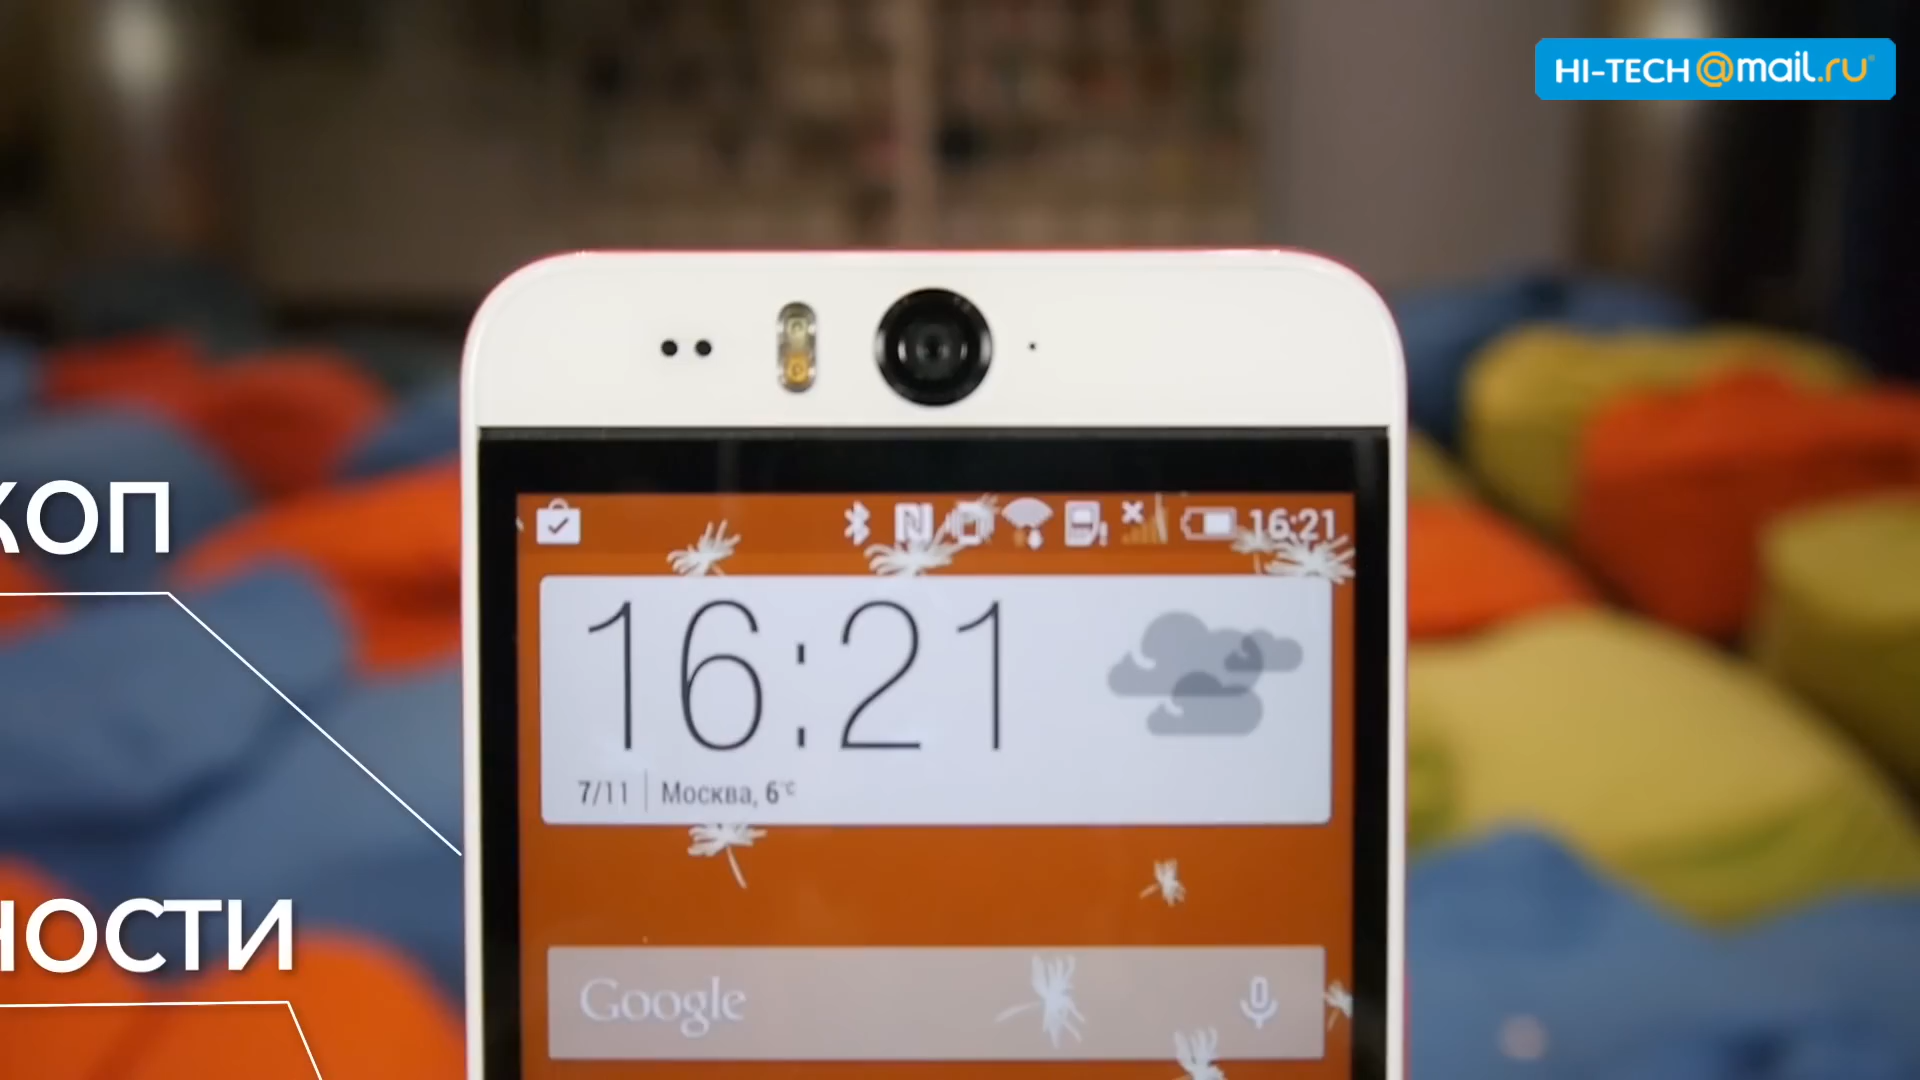 HI-TECH@mail.ru®
КОП
16:21
16:21
7/11 | Москва, 6°C
НОСТИ
Google